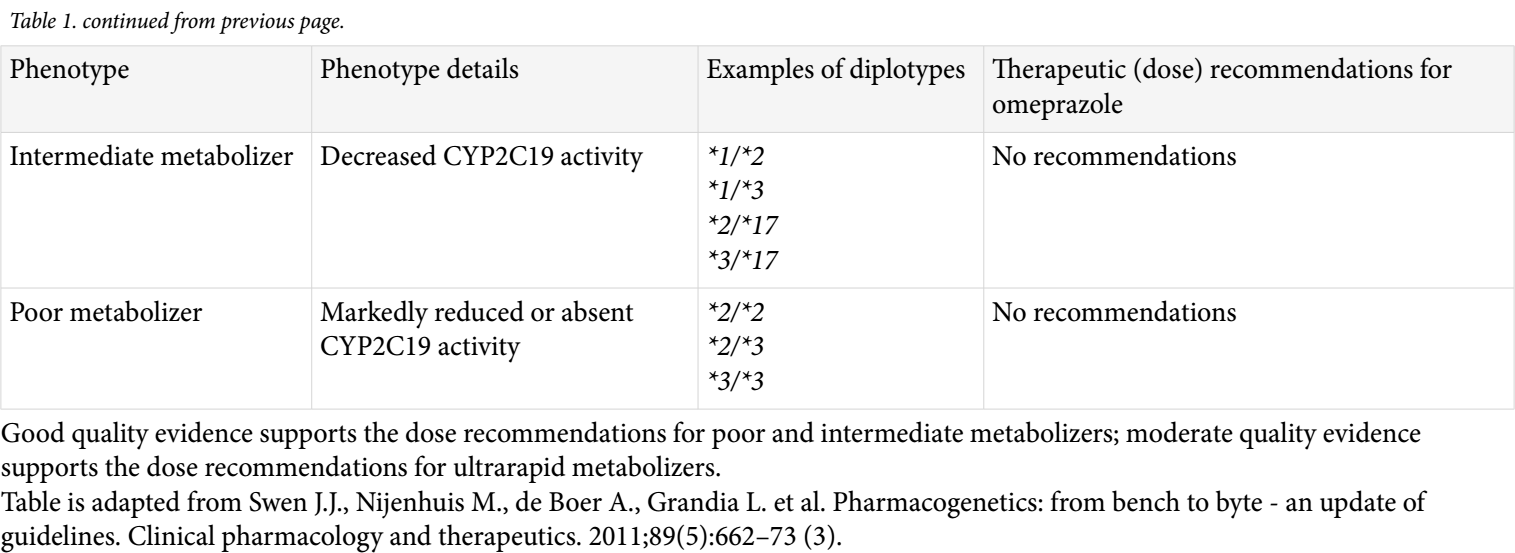 Table 1. continued from previous page.
Phenotype
Phenotype details
Examples of diplotypes
Therapeutic (dose) recommendations for
omeprazole
Intermediate metabolizer
Decreased CYP2C19 activity
*1/*2
*1/*3
*2/*17
*3/*17
No recommendations
Poor metabolizer
Markedly reduced or absent
CYP2C19 activity
*2/*2
*2/*3
*3/*3
No recommendations
Good quality evidence supports the dose recommendations for poor and intermediate metabolizers; moderate quality evidence
supports the dose recommendations for ultrarapid metabolizers.
Table is adapted from Swen J.J., Nijenhuis M., de Boer A., Grandia L. et al. Pharmacogenetics: from bench to byte - an update of
guidelines. Clinical pharmacology and therapeutics. 2011;89(5):662–73 (3).